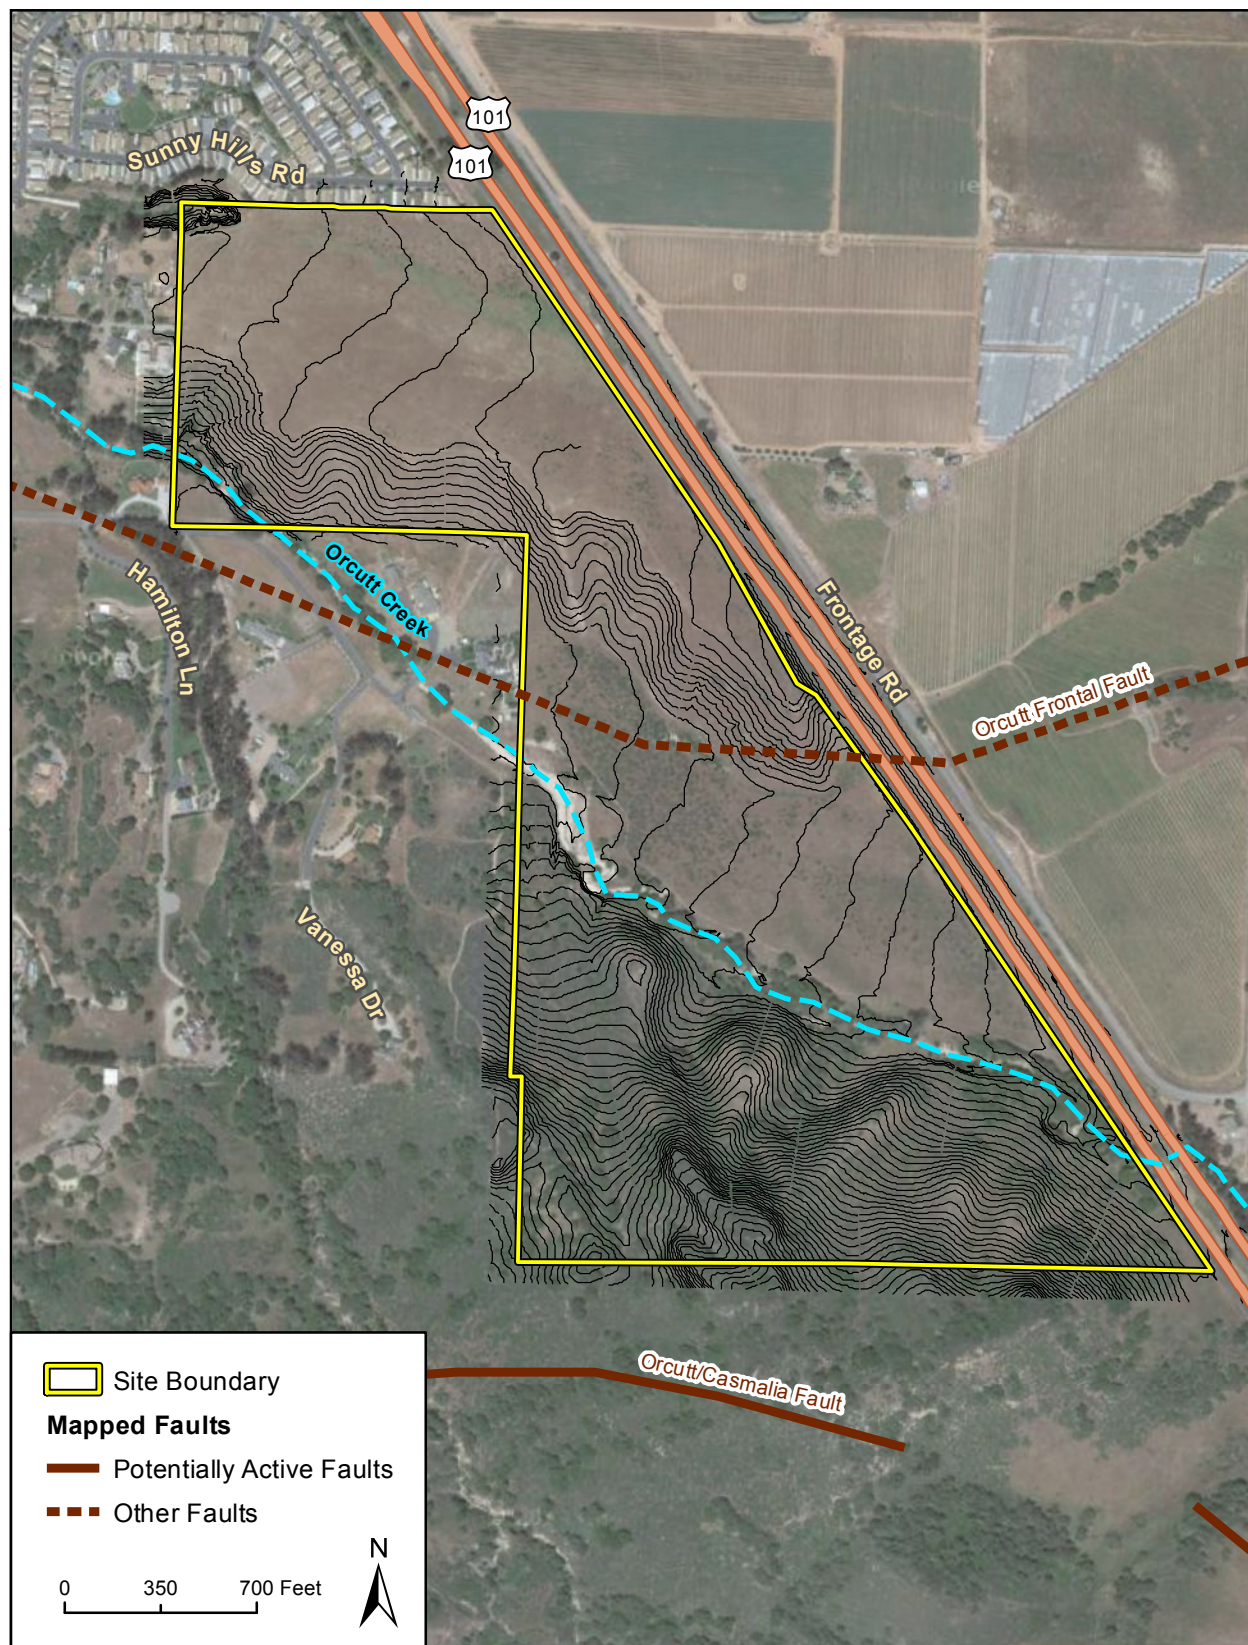 101
101
Sunny Hills Rd
Orcutt Creek
Hamilton Ln
Frontage Rd
Orcutt Frontal Fault
Vanessa Dr
Orcutt/Casmalia Fault
Site Boundary
Mapped Faults
Potentially Active Faults
Other Faults
N
0 350 700 Feet